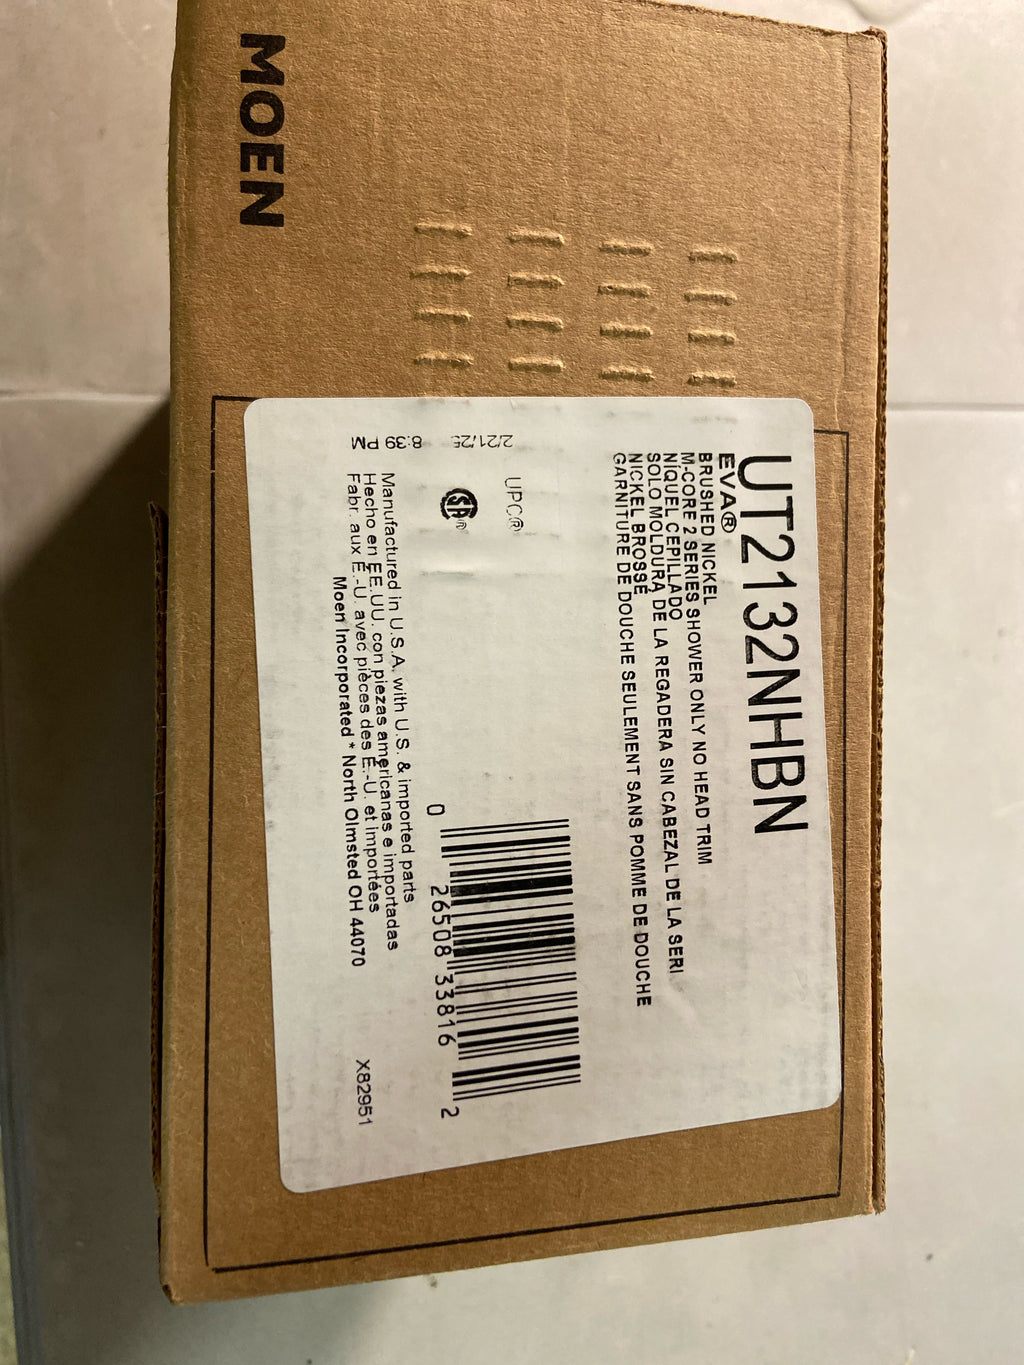 MOEN
UT2132NHBN
EVA®
BRUSHED NICKEL
M-CORE 2 SERIES SHOWER ONLY NO HEAD TRIM
NÍQUEL CEPILLADO
SOLO MOLDURA DE LA REGADERA SIN CABEZAL DE LA SERI
NICKEL BROSSÉ
GARNITURE DE DOUCHE SEULEMENT SANS POMME DE DOUCHE
UPC®
CSA®
2/21/25 8:39 PM
0 26508 33816 2
Manufactured in U.S.A. with U.S. & imported parts
Hecho en EE.UU. con piezas americanas e importadas
Fabr. aux É.-U. avec pièces des É.-U. et importées
Moen Incorporated * North Olmsted OH 44070
X82951